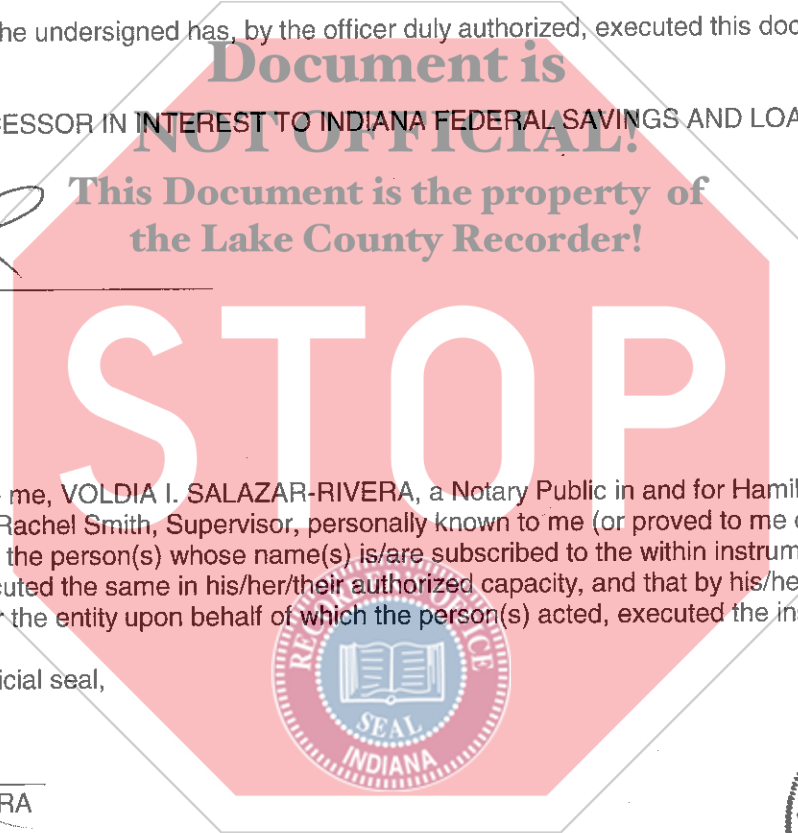 he undersigned has, by the officer duly authorized, executed this doc
Document is
CESSOR IN INTEREST TO INDIANA FEDERAL SAVINGS AND LOA
NOT OFFICIAL!
This Document is the property of
the Lake County Recorder!
STOP
me, VOLDIA I. SALAZAR-RIVERA, a Notary Public in and for Hamil
Rachel Smith, Supervisor, personally known to me (or proved to me
the person(s) whose name(s) is/are subscribed to the within instrum
cuted the same in his/her/their authorized capacity, and that by his/he
r the entity upon behalf of which the person(s) acted, executed the in
icial seal,
RECORDER'S OFFICE
SEAL
INDIANA
RA